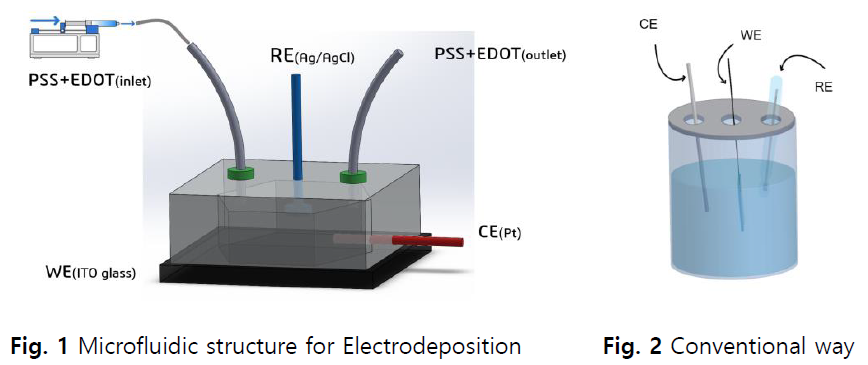 PSS+EDOT(inlet)
RE(Ag/AgCl)
PSS+EDOT(outlet)
CE(Pt)
WE(ITO glass)
Fig. 1 Microfluidic structure for Electrodeposition
CE
WE
RE
Fig. 2 Conventional way